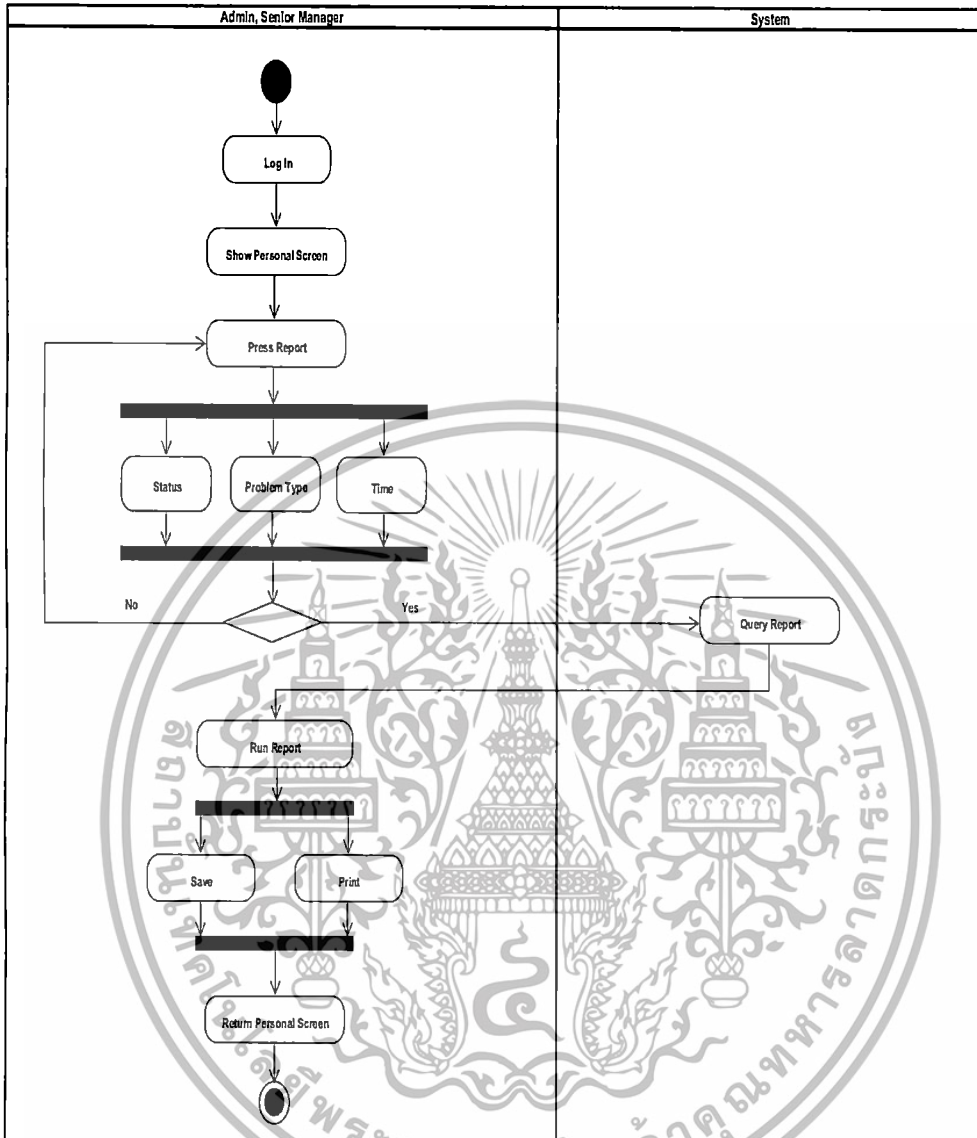 Admin, Senior Manager
System
Log In
Show Personal Screen
Press Report
Status
Problem Type
Time
No
Yes
Query Report
Run Report
Save
Print
Return Personal Screen